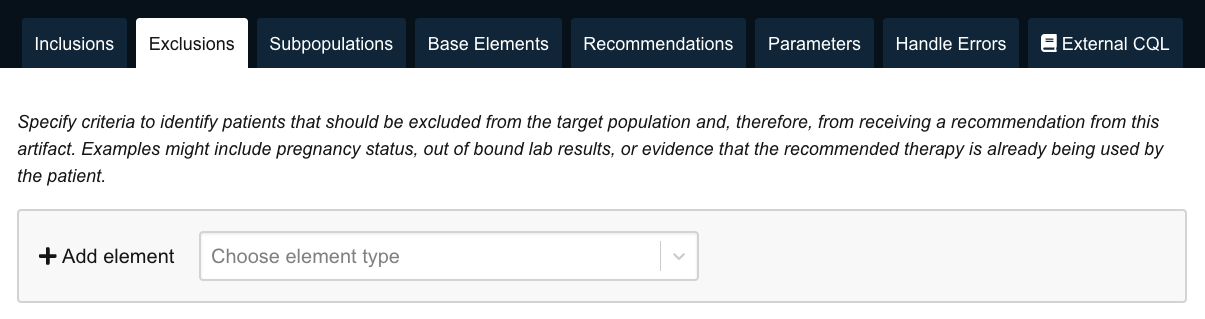 Inclusions Exclusions Subpopulations Base Elements Recommendations Parameters Handle Errors External CQL
Specify criteria to identify patients that should be excluded from the target population and, therefore, from receiving a recommendation from this
artifact. Examples might include pregnancy status, out of bound lab results, or evidence that the recommended therapy is already being used by
the patient.
Add element Choose element type